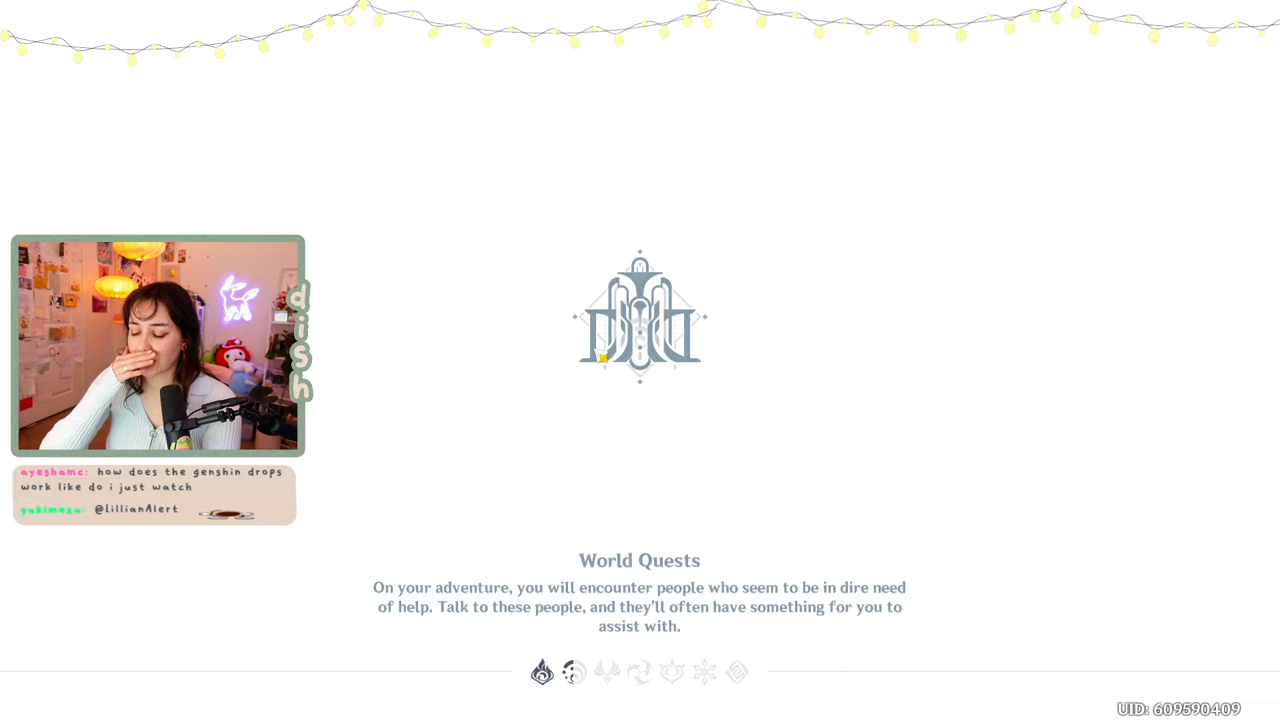 dish
ayeshamc: how does the genshin drops
work like do i just watch
yukimezu: @lillianAlert
World Quests
On your adventure, you will encounter people who seem to be in dire need
of help. Talk to these people, and they'll often have something for you to
assist with.
UID: 609590409